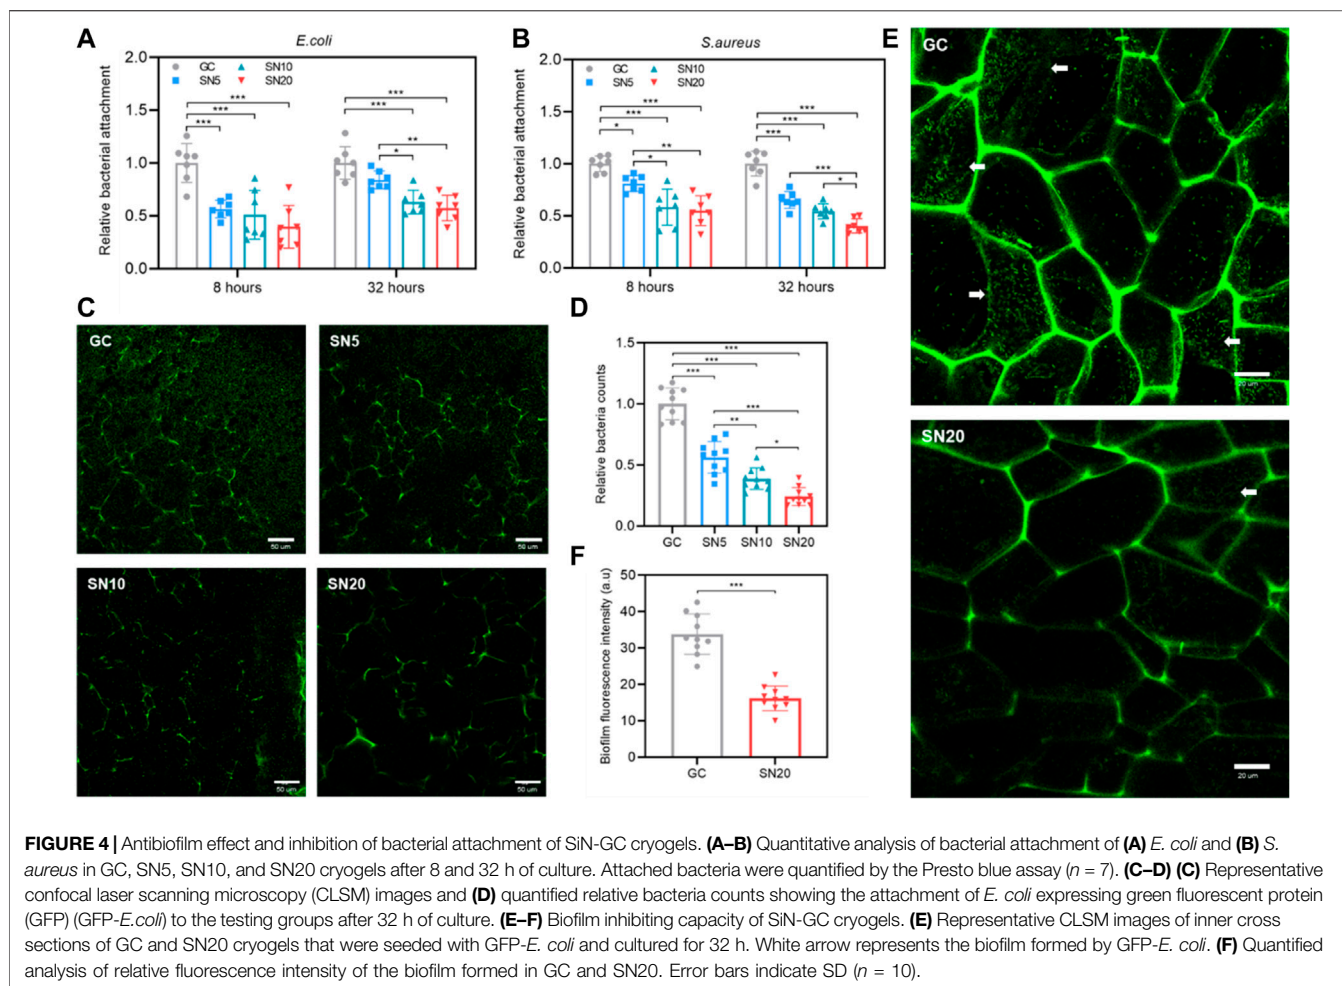 A
E.coli
Relative bacterial attachment
2.0
1.5
1.0
0.5
0.0
GC
SN5
SN10
SN20
***
***
***
***
***
**
*
8 hours
32 hours
B
S.aureus
Relative bacterial attachment
2.0
1.5
1.0
0.5
0.0
GC
SN5
SN10
SN20
***
***
*
**
*
***
***
***
***
*
8 hours
32 hours
C
GC
50 um
SN5
50 um
SN10
50 um
SN20
50 um
D
Relative bacteria counts
1.5
1.0
0.5
0.0
***
***
***
***
**
*
GC
SN5
SN10
SN20
F
Biofilm fluorescence intensity (a.u)
50
40
30
20
10
0
***
GC
SN20
E
GC
20 um
SN20
20 um
FIGURE 4 | Antibiofilm effect and inhibition of bacterial attachment of SiN-GC cryogels. (A–B) Quantitative analysis of bacterial attachment of (A) E. coli and (B) S.
aureus in GC, SN5, SN10, and SN20 cryogels after 8 and 32 h of culture. Attached bacteria were quantified by the Presto blue assay (n = 7). (C–D) (C) Representative
confocal laser scanning microscopy (CLSM) images and (D) quantified relative bacteria counts showing the attachment of E. coli expressing green fluorescent protein
(GFP) (GFP-E.coli) to the testing groups after 32 h of culture. (E–F) Biofilm inhibiting capacity of SiN-GC cryogels. (E) Representative CLSM images of inner cross
sections of GC and SN20 cryogels that were seeded with GFP-E. coli and cultured for 32 h. White arrow represents the biofilm formed by GFP-E. coli. (F) Quantified
analysis of relative fluorescence intensity of the biofilm formed in GC and SN20. Error bars indicate SD (n = 10).